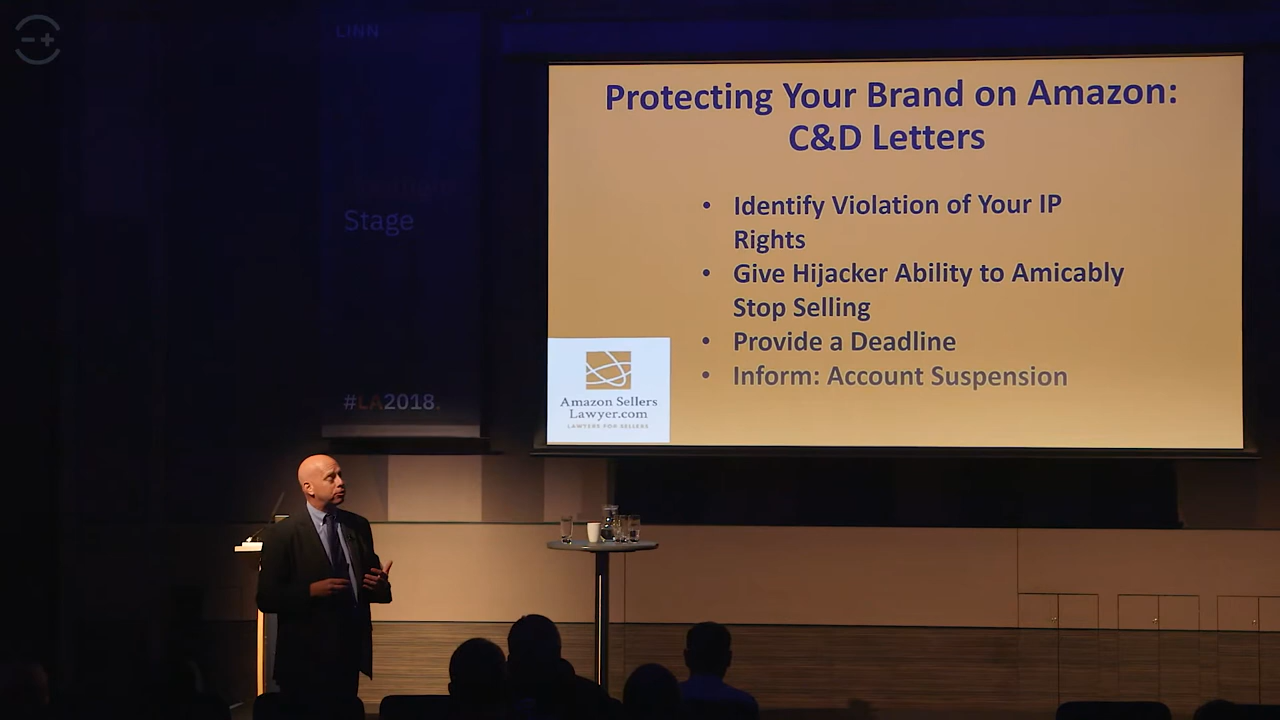 LINN
Stage
#LA2018.
Protecting Your Brand on Amazon:
C&D Letters
• Identify Violation of Your IP
Rights
• Give Hijacker Ability to Amicably
Stop Selling
• Provide a Deadline
• Inform: Account Suspension
Amazon Sellers
Lawyer.com
LAWYERS FOR SELLERS